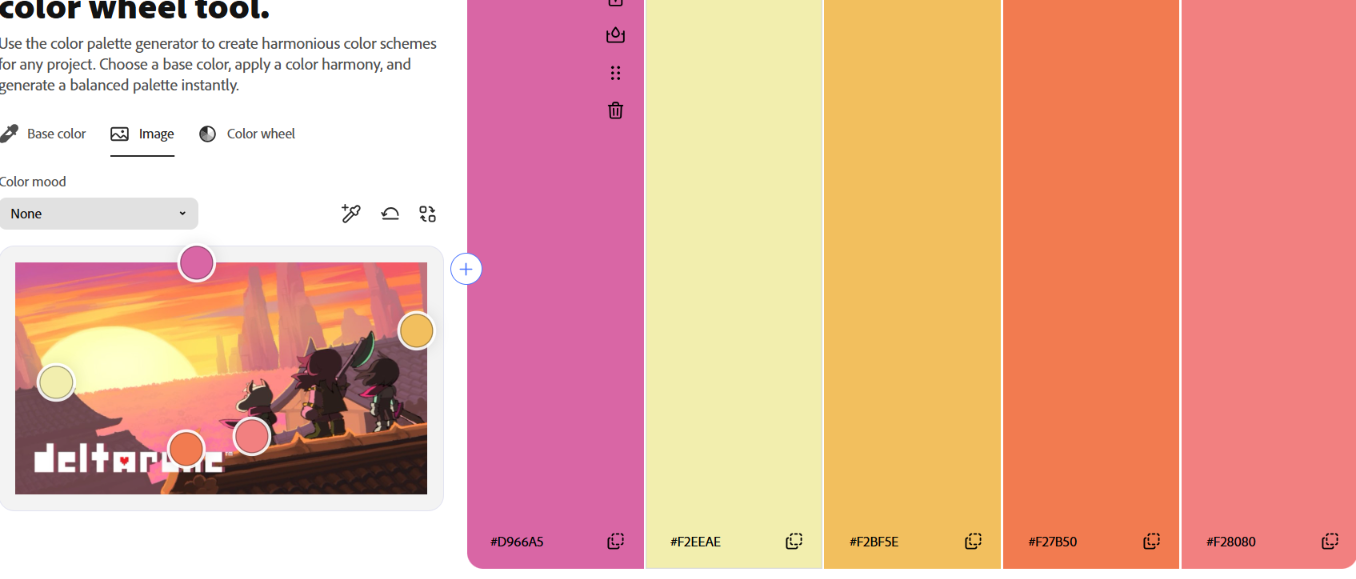 color wheel tool.
Use the color palette generator to create harmonious color schemes
for any project. Choose a base color, apply a color harmony, and
generate a balanced palette instantly.
Base color
Image
Color wheel
Color mood
None
deltarune
#D966A5
#F2EEAE
#F2BF5E
#F27B50
#F28080